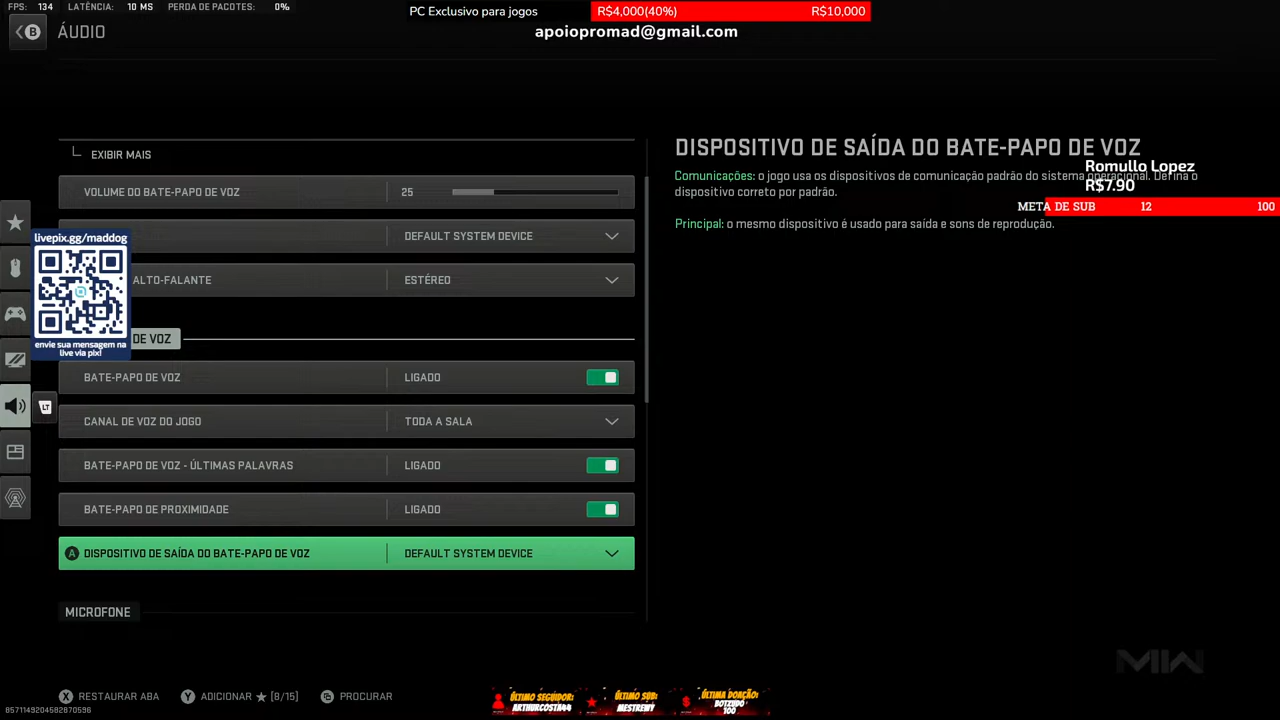 FPS: 134 LATÊNCIA: 10 MS PERDA DE PACOTES: 0%
PC Exclusivo para jogos R$4,000(40%) R$10,000
apoiopromad@gmail.com
B ÁUDIO
EXIBIR MAIS
VOLUME DO BATE-PAPO DE VOZ 25
DEFAULT SYSTEM DEVICE
ALTO-FALANTE ESTÉREO
DE VOZ
BATE-PAPO DE VOZ LIGADO
CANAL DE VOZ DO JOGO TODA A SALA
BATE-PAPO DE VOZ - ÚLTIMAS PALAVRAS LIGADO
BATE-PAPO DE PROXIMIDADE LIGADO
A DISPOSITIVO DE SAÍDA DO BATE-PAPO DE VOZ DEFAULT SYSTEM DEVICE
MICROFONE
livepix.gg/maddog
envie sua mensagem na
live via pix!
LT
DISPOSITIVO DE SAÍDA DO BATE-PAPO DE VOZ
Comunicações: o jogo usa os dispositivos de comunicação padrão do sistema operacional. Defina o
dispositivo correto por padrão.
Principal: o mesmo dispositivo é usado para saída e sons de reprodução.
Romullo Lopez
R$7.90
META DE SUB 12 100
MW
X RESTAURAR ABA Y ADICIONAR ★ [8/15] PROCURAR
8571149204582870596
ÚLTIMO SEGUIDOR:
ARTHURCOSTA44
ÚLTIMO SUB:
MESTREMY
ÚLTIMA DONAÇÃO:
BOTZUDO
100